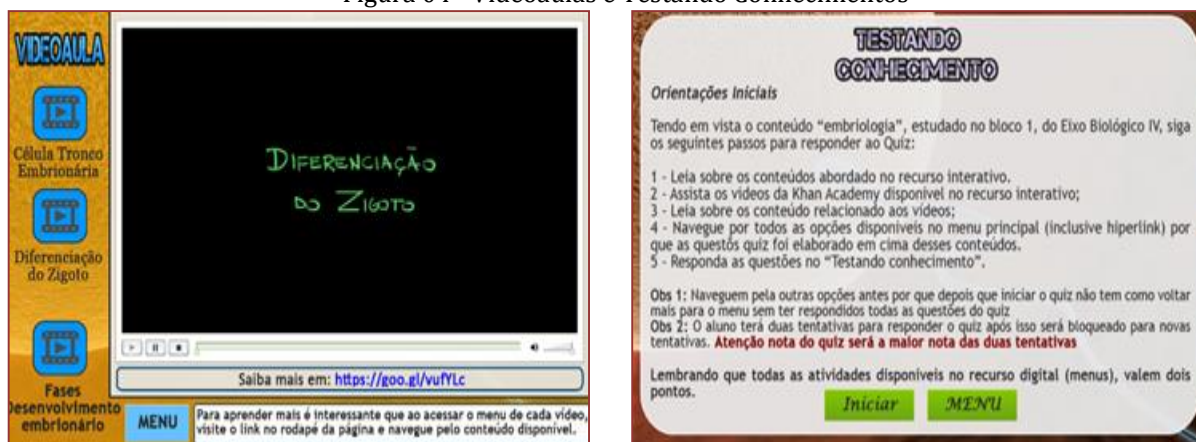 Figura 04 - Videoaulas e Testando Conhecimentos
VIDEOAULA
Célula Tronco
Embrionária
Diferenciação
do Zigoto
Fases
Desenvolvimento
embrionário
DIFERENCIAÇÃO
DO ZIGOTO
Saiba mais em: https://goo.gl/vufYLc
MENU
Para aprender mais é interessante que ao acessar o menu de cada vídeo,
visite o link no rodapé da página e navegue pelo conteúdo disponível.
TESTANDO
CONHECIMENTO
Orientações Iniciais
Tendo em vista o conteúdo “embriologia”, estudado no bloco 1, do Eixo Biológico IV, siga
os seguintes passos para responder ao Quiz:
1 - Leia sobre os conteúdos abordado no recurso interativo.
2 - Assista os vídeos da Khan Academy disponível no recurso interativo;
3 - Leia sobre os conteúdo relacionado aos vídeos;
4 - Navegue por todos as opções disponíveis no menu principal (inclusive hiperlink) por
que as questõs quiz foi elaborado em cima desses conteúdos.
5 - Responda as questões no “Testando conhecimento”.
Obs 1: Naveguem pela outras opções antes por que depois que iniciar o quiz não tem como voltar
mais para o menu sem ter respondidos todas as questões do quiz
Obs 2: O aluno terá duas tentativas para responder o quiz após isso será bloqueado para novas
tentativas. Atenção nota do quiz será a maior nota das duas tentativas
Lembrando que todas as atividades disponíveis no recurso digital (menus), valem dois
pontos.
Iniciar
MENU